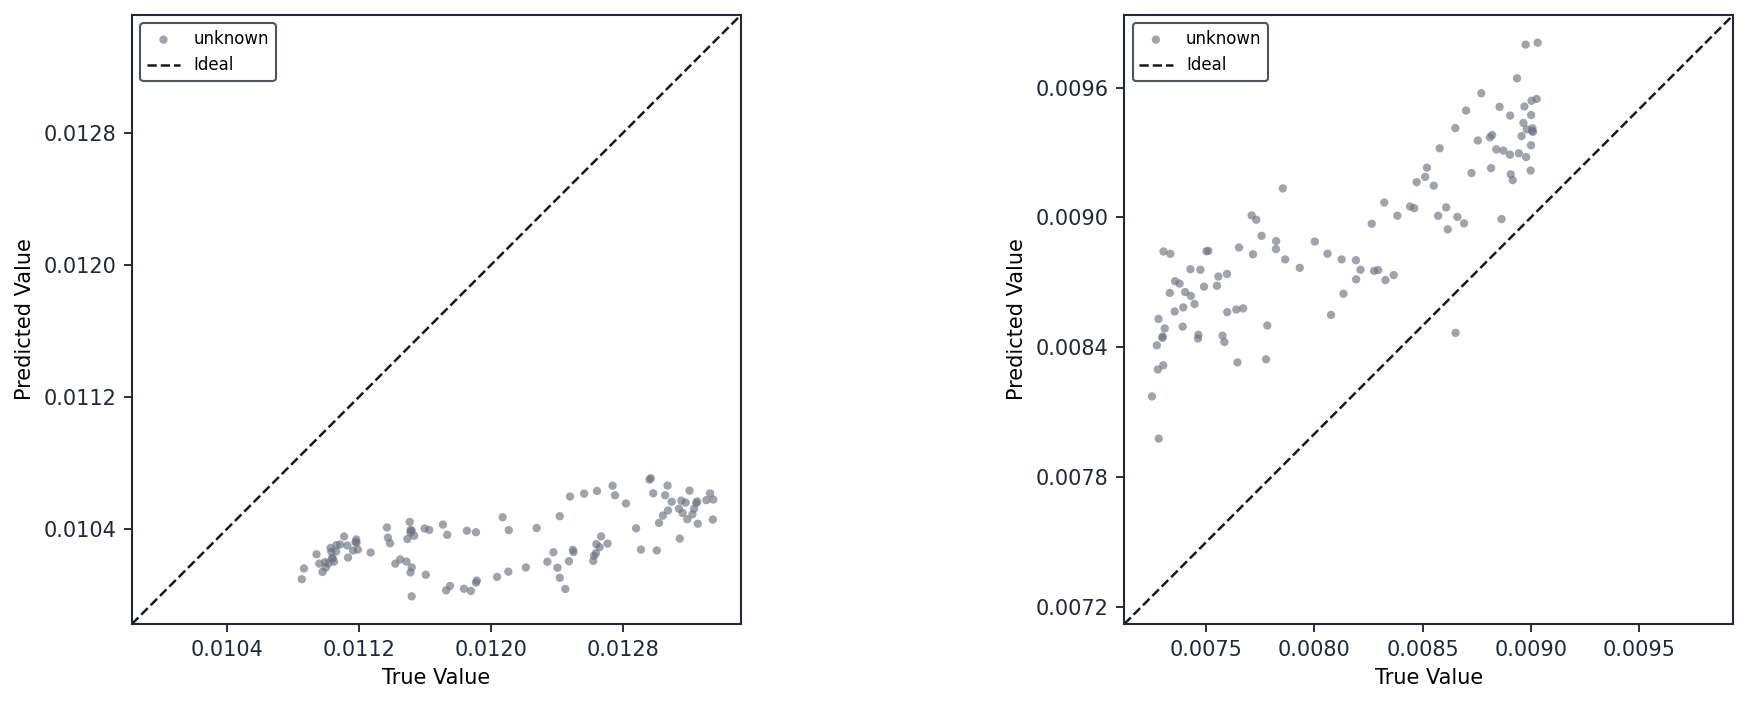 unknown
Ideal
0.0128
0.0120
0.0112
0.0104
Predicted Value
0.0104 0.0112 0.0120 0.0128
True Value
unknown
Ideal
0.0096
0.0090
0.0084
0.0078
0.0072
Predicted Value
0.0075 0.0080 0.0085 0.0090 0.0095
True Value